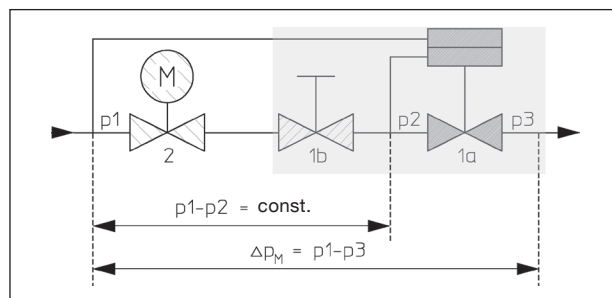 M
p1 p2 p3
2 1b 1a
p1-p2 = const.
Δp_M = p1-p3